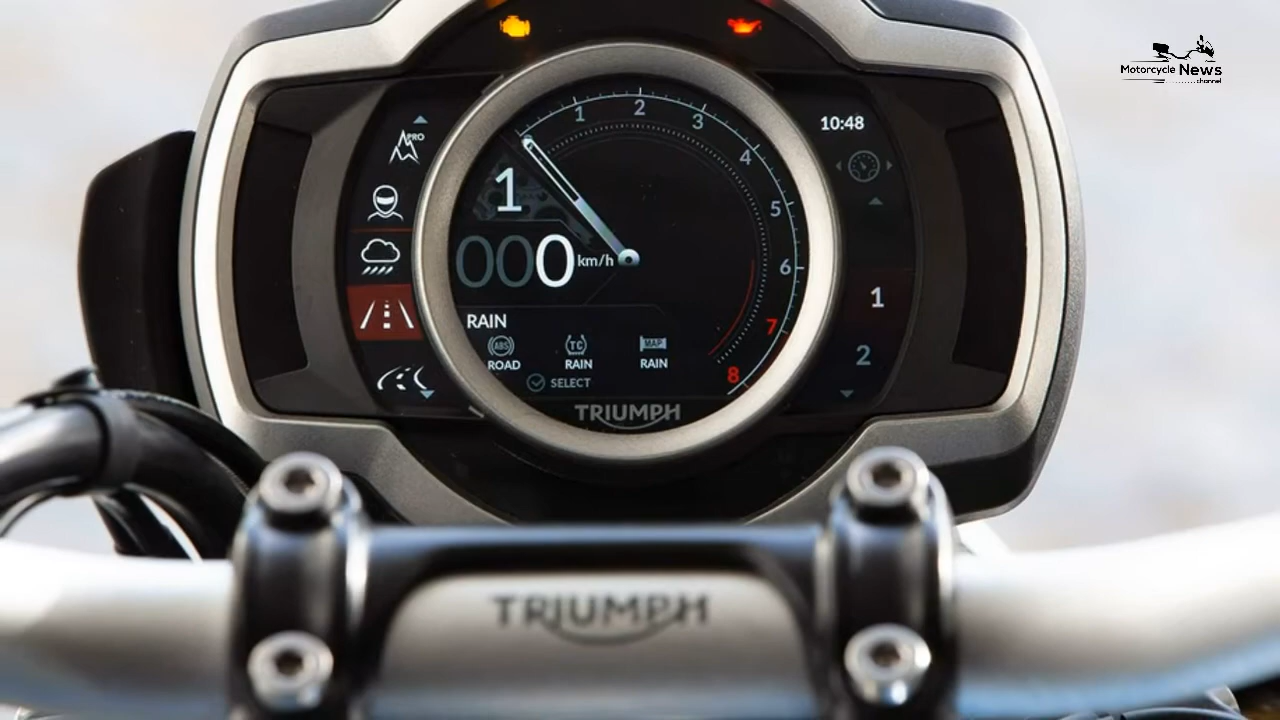 Motorcycle News
channel
PRO
1
2
3
4
5
6
7
8
10:48
1
000 km/h
RAIN
ABS
TC
MAP
ROAD
RAIN
RAIN
SELECT
TRIUMPH
1
2
TRIUMPH